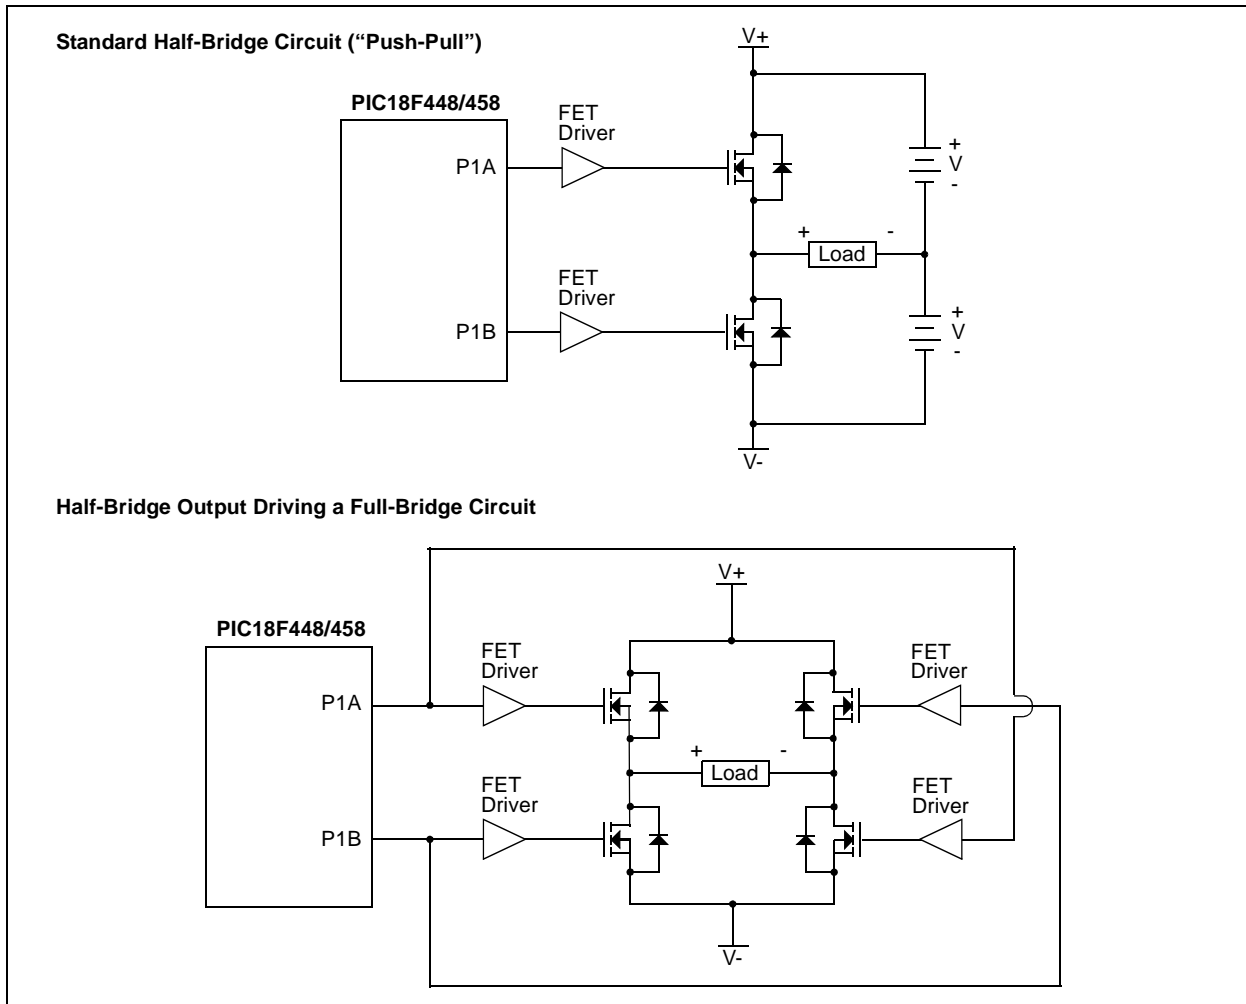 Standard Half-Bridge Circuit (“Push-Pull”)
V+
PIC18F448/458
FET
Driver
P1A
+
V
-
+ -
Load
FET
Driver
P1B
+
V
-
V-
Half-Bridge Output Driving a Full-Bridge Circuit
V+
PIC18F448/458
FET
Driver
FET
Driver
P1A
+ -
Load
FET
Driver
FET
Driver
P1B
V-